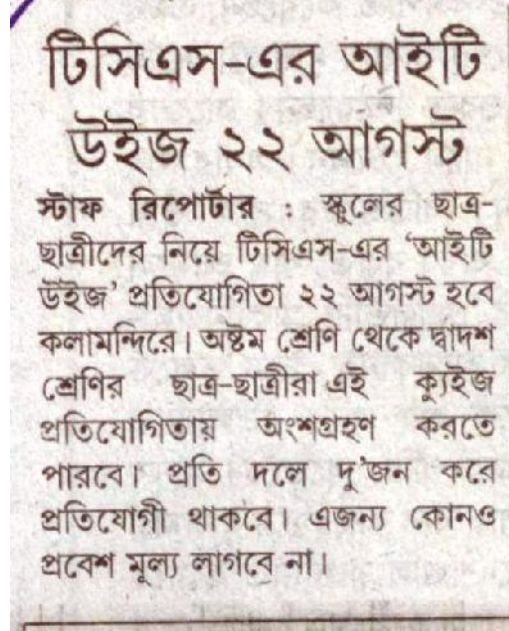 টিসিএস-এর আইটি
উইজ ২২ আগস্ট
স্টাফ রিপোর্টার : স্কুলের ছাত্র-
ছাত্রীদের নিয়ে টিসিএস-এর ‘আইটি
উইজ’ প্রতিযোগিতা ২২ আগস্ট হবে
কলামন্দিরে। অষ্টম শ্রেণি থেকে দ্বাদশ
শ্রেণির ছাত্র-ছাত্রীরা এই ক্যুইজ
প্রতিযোগিতায় অংশগ্রহণ করতে
পারবে। প্রতি দলে দু’জন করে
প্রতিযোগী থাকবে। এজন্য কোনও
প্রবেশ মূল্য লাগবে না।